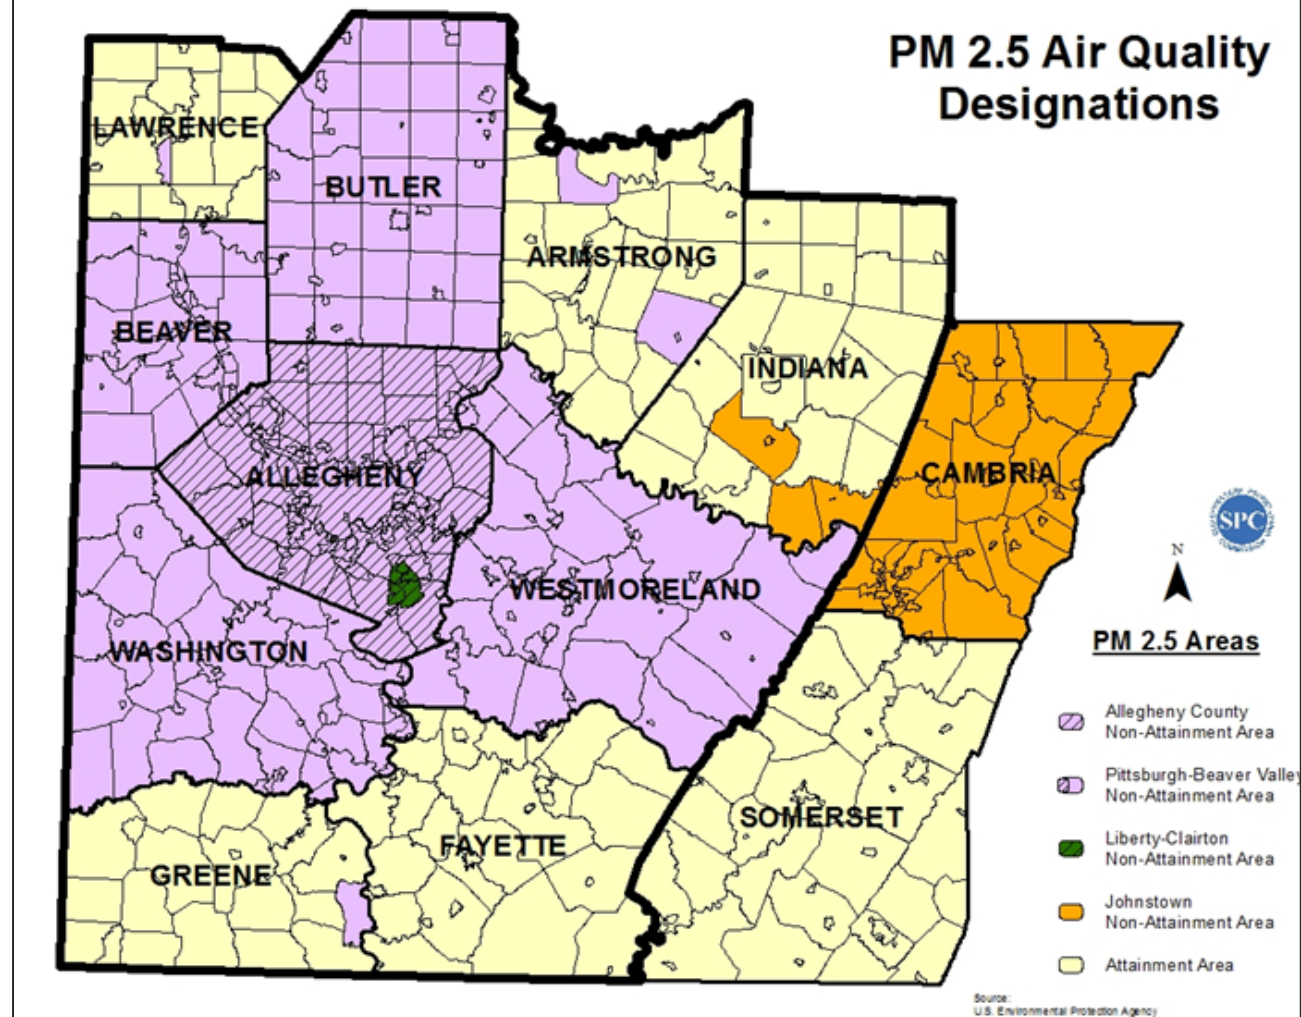 PM 2.5 Air Quality
Designations
LAWRENCE
BUTLER
ARMSTRONG
BEAVER
INDIANA
ALLEGHENY
CAMBRIA
WESTMORELAND
WASHINGTON
SOMERSET
FAYETTE
GREENE
SPC
N
PM 2.5 Areas
Allegheny County
Non-Attainment Area
Pittsburgh-Beaver Valley
Non-Attainment Area
Liberty-Clairton
Non-Attainment Area
Johnstown
Non-Attainment Area
Attainment Area
Source:
U.S. Environmental Protection Agency